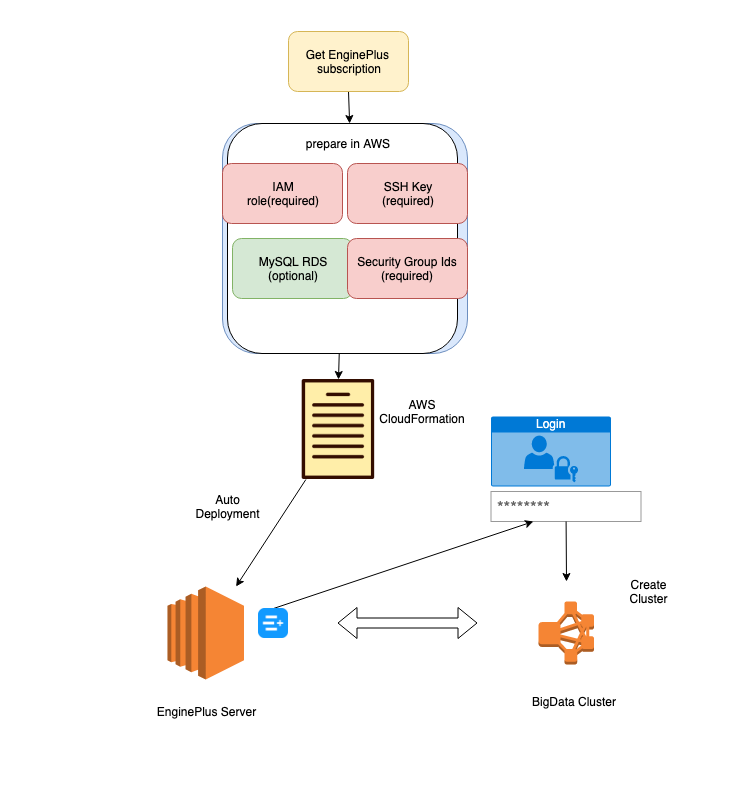 Get EnginePlus
subscription
prepare in AWS
IAM
role(required)
SSH Key
(required)
MySQL RDS
(optional)
Security Group Ids
(required)
AWS
CloudFormation
Login
********
Auto
Deployment
Create
Cluster
EnginePlus Server
BigData Cluster